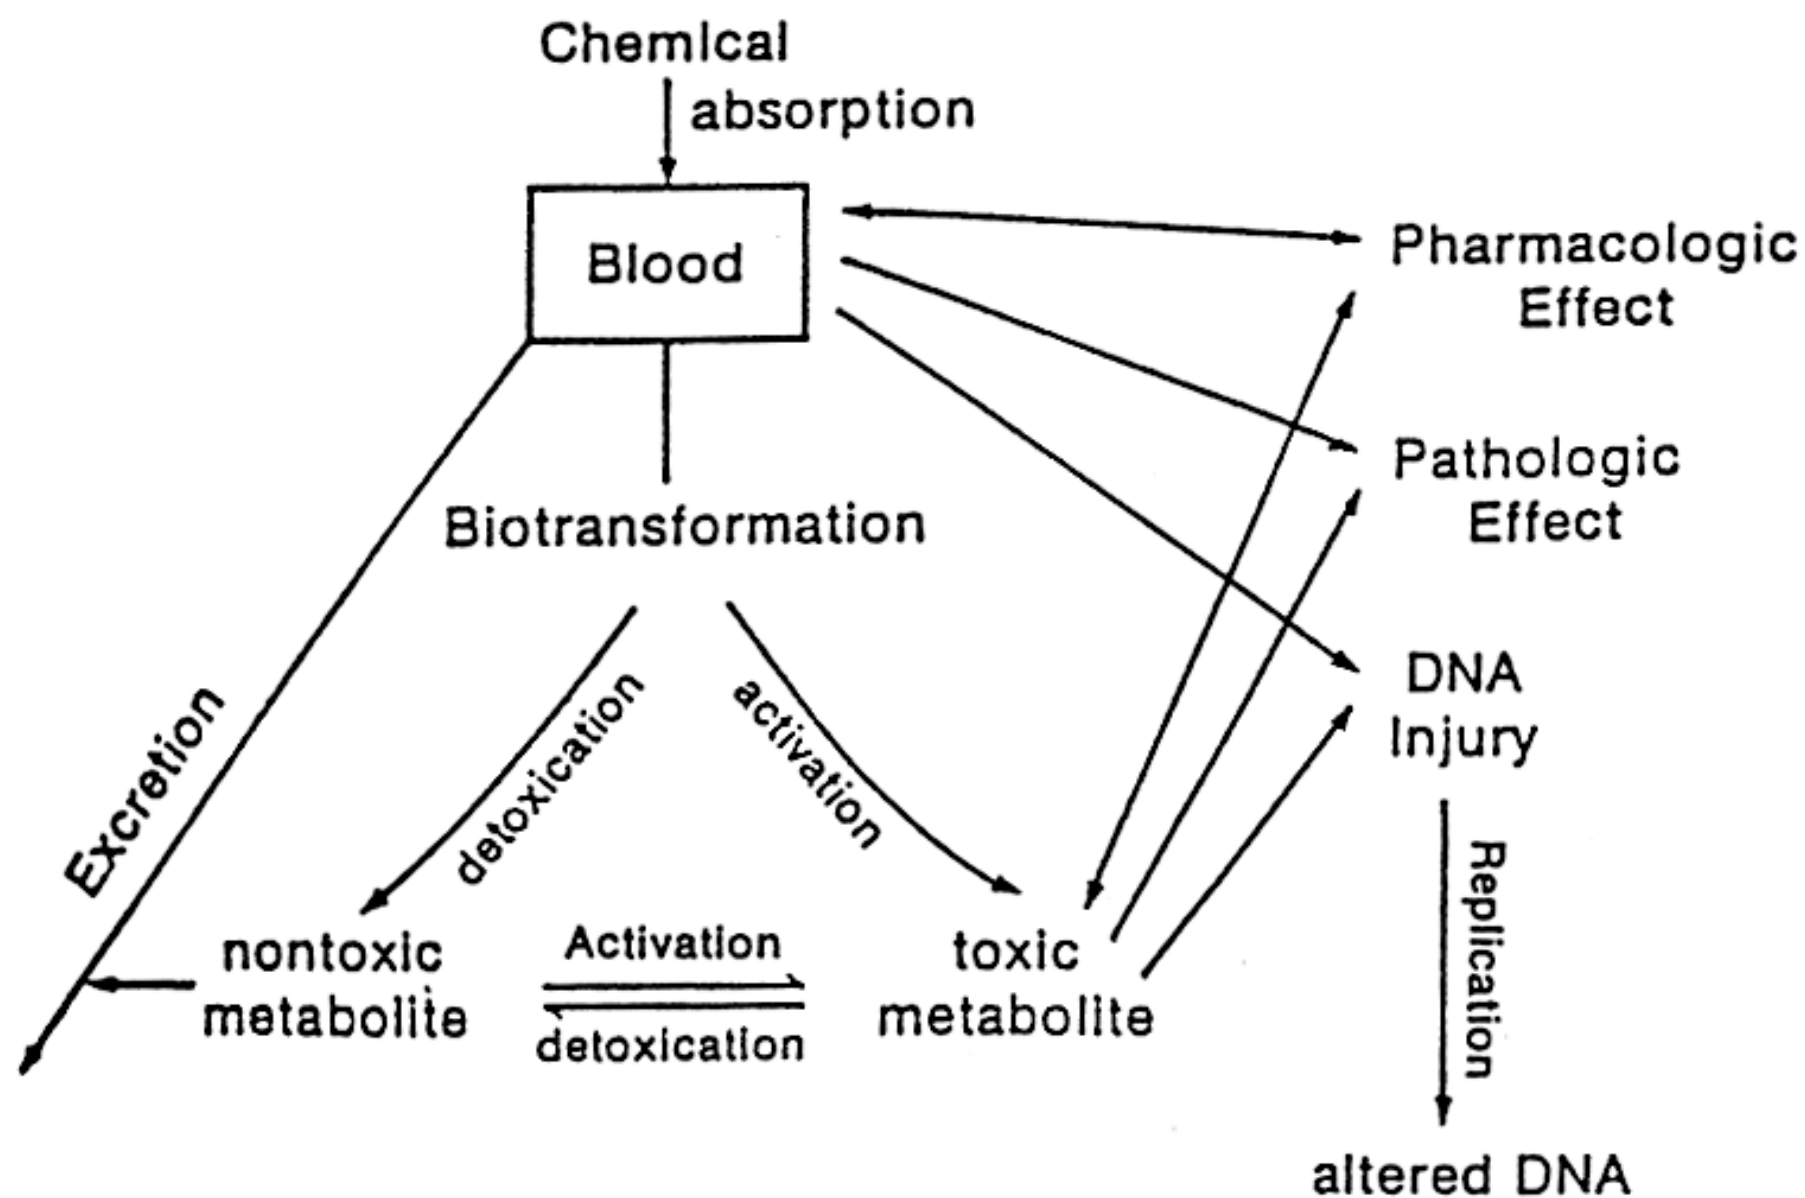 Chemical
absorption
Blood
Pharmacologic
Effect
Pathologic
Effect
Biotransformation
DNA
Injury
Excretion
detoxication
activation
Replication
nontoxic
metabolite
Activation
detoxication
toxic
metabolite
altered DNA